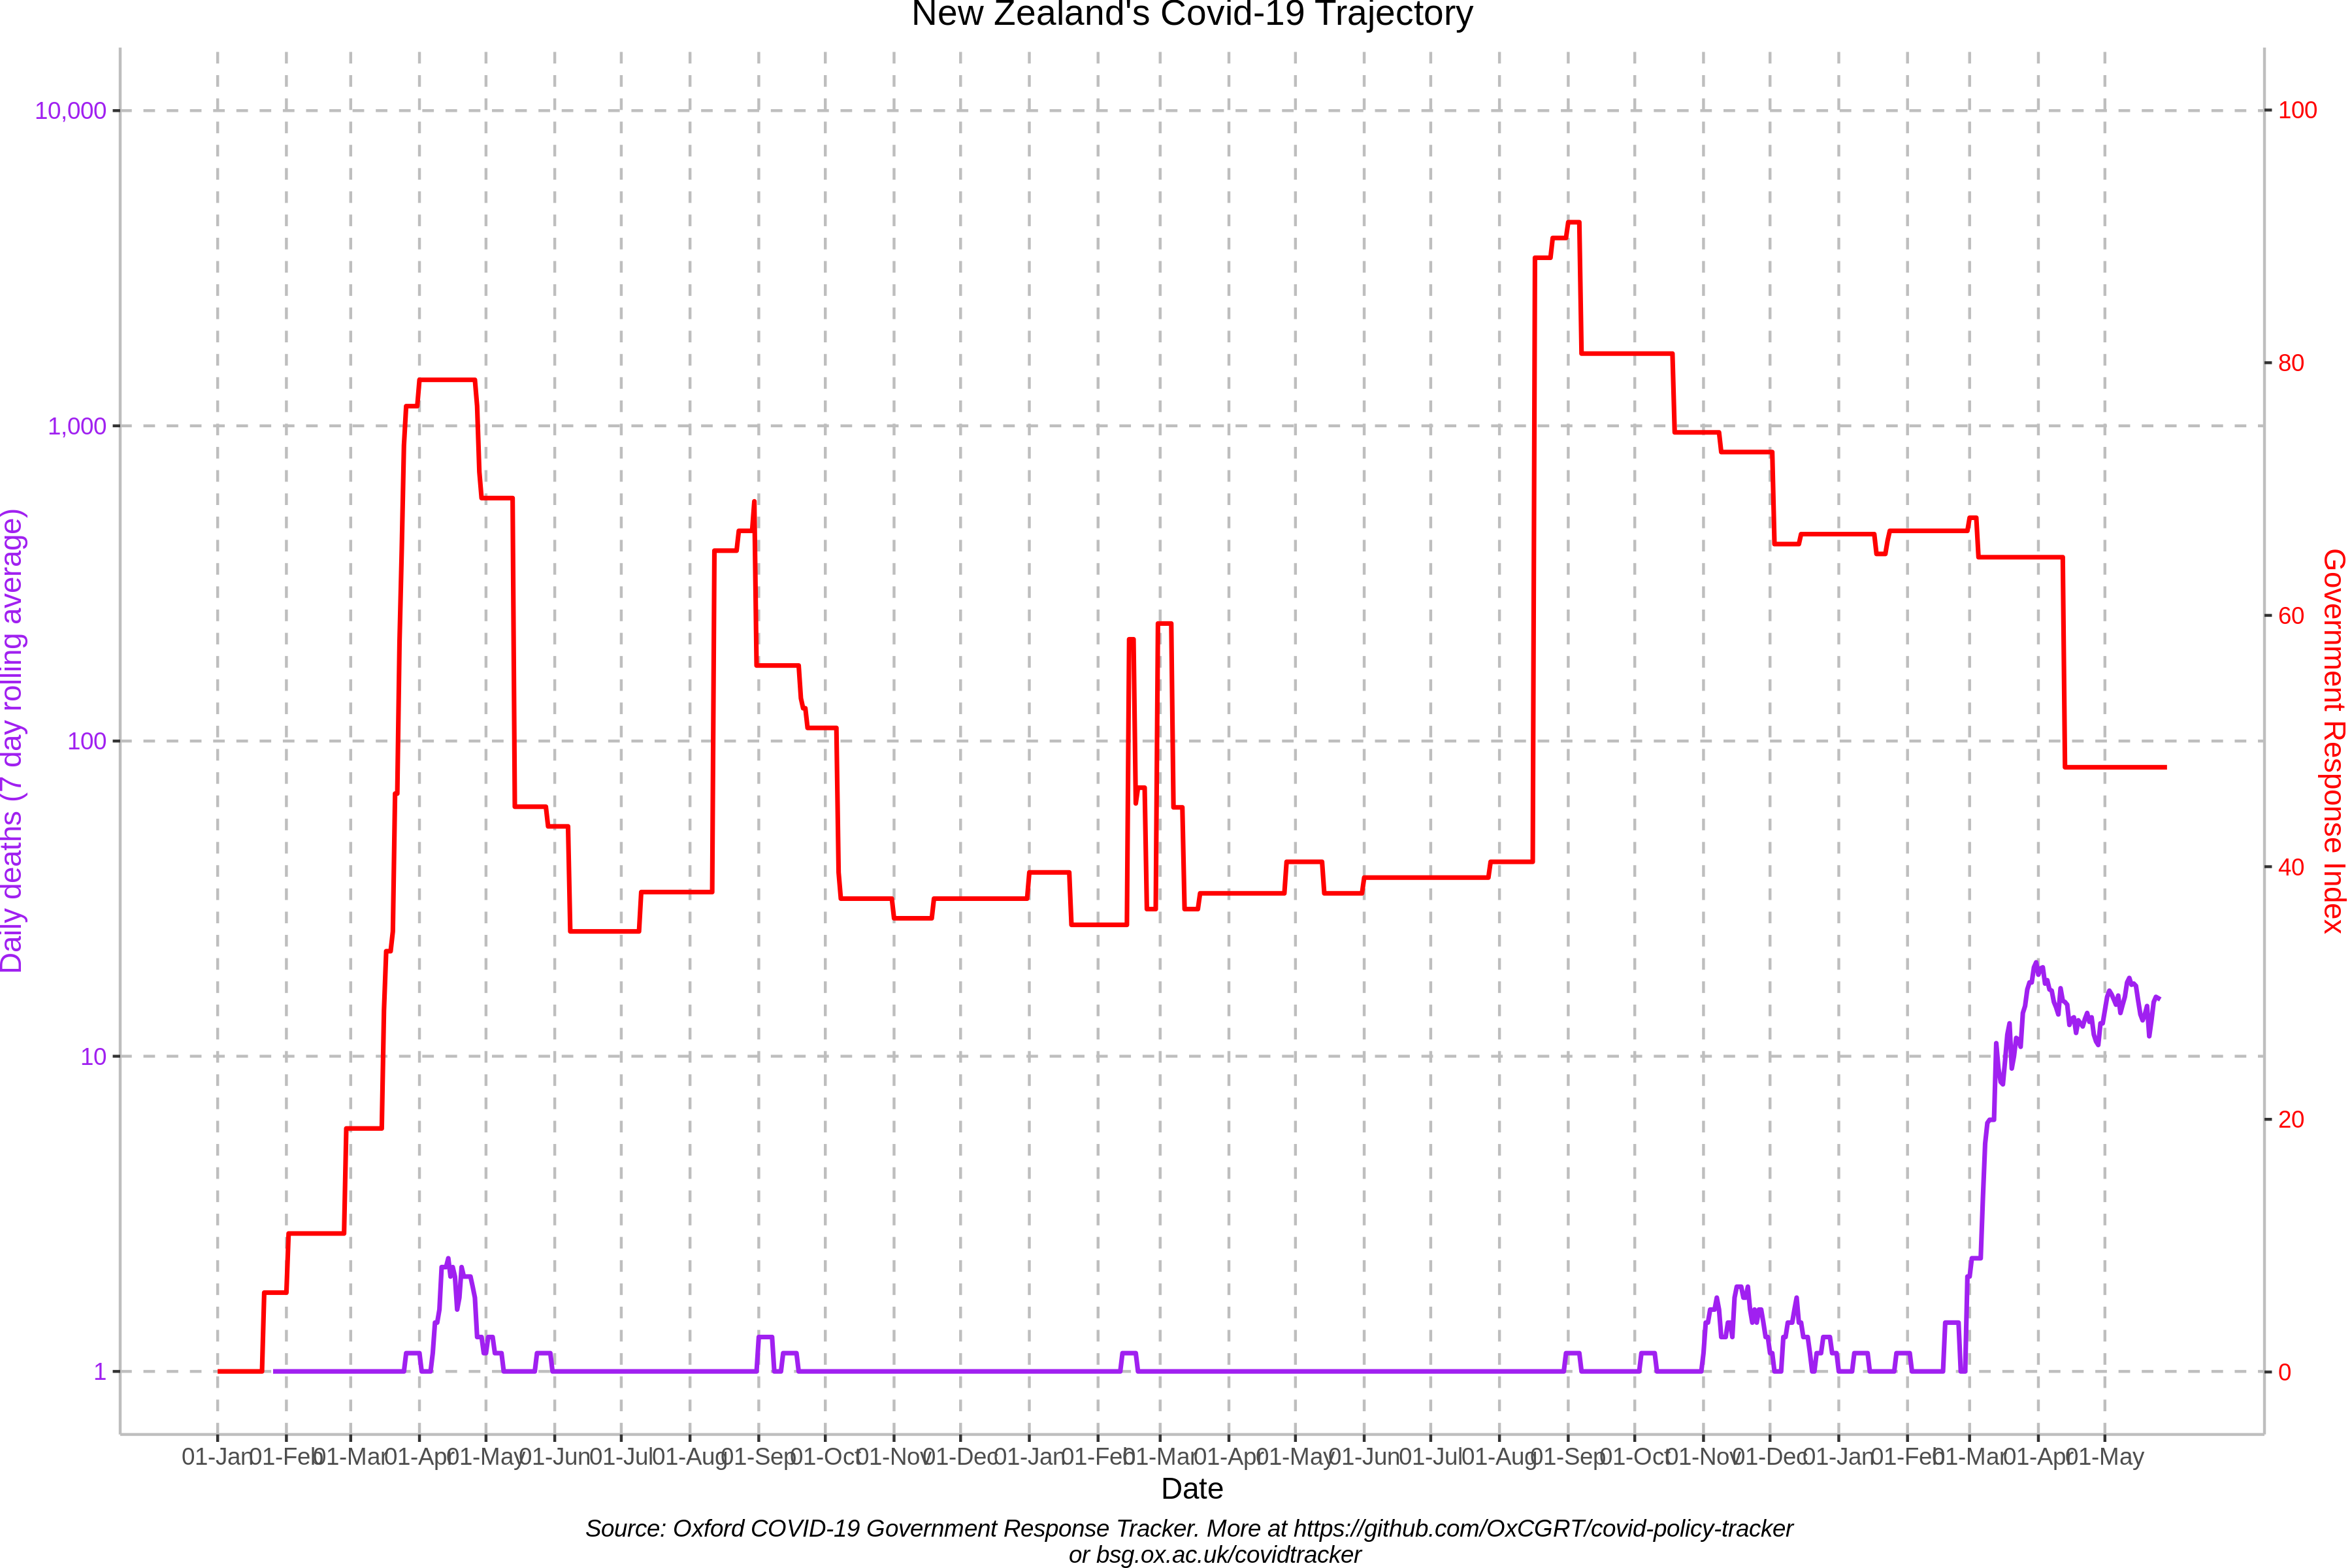 New Zealand's Covid-19 Trajectory
10,000
1,000
100
10
1
Daily deaths (7 day rolling average)
100
80
60
40
20
0
Government Response Index
01-Jan 01-Feb 01-Mar 01-Apr 01-May 01-Jun 01-Jul 01-Aug 01-Sep 01-Oct 01-Nov 01-Dec 01-Jan 01-Feb 01-Mar 01-Apr 01-May 01-Jun 01-Jul 01-Aug 01-Sep 01-Oct 01-Nov 01-Dec 01-Jan 01-Feb 01-Mar 01-Apr 01-May
Date
Source: Oxford COVID-19 Government Response Tracker. More at https://github.com/OxCGRT/covid-policy-tracker
or bsg.ox.ac.uk/covidtracker